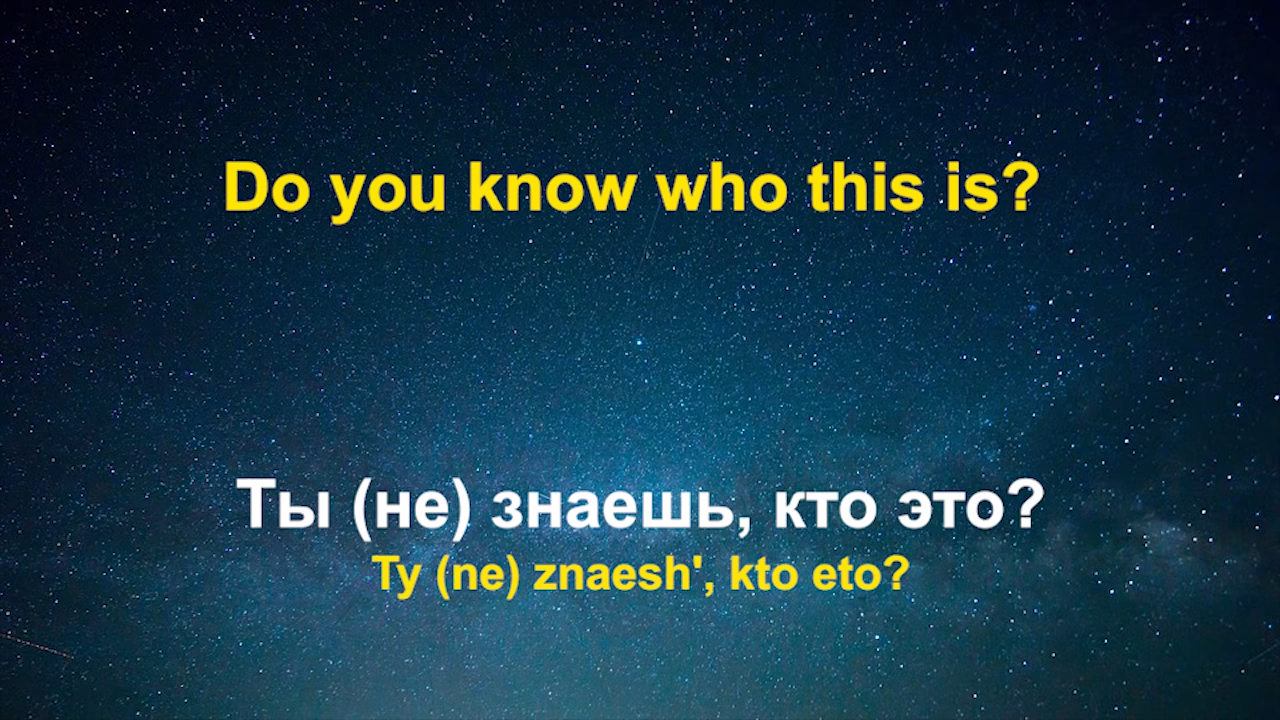 Do you know who this is?
Ты (не) знаешь, кто это?
Ty (ne) znaesh', kto eto?